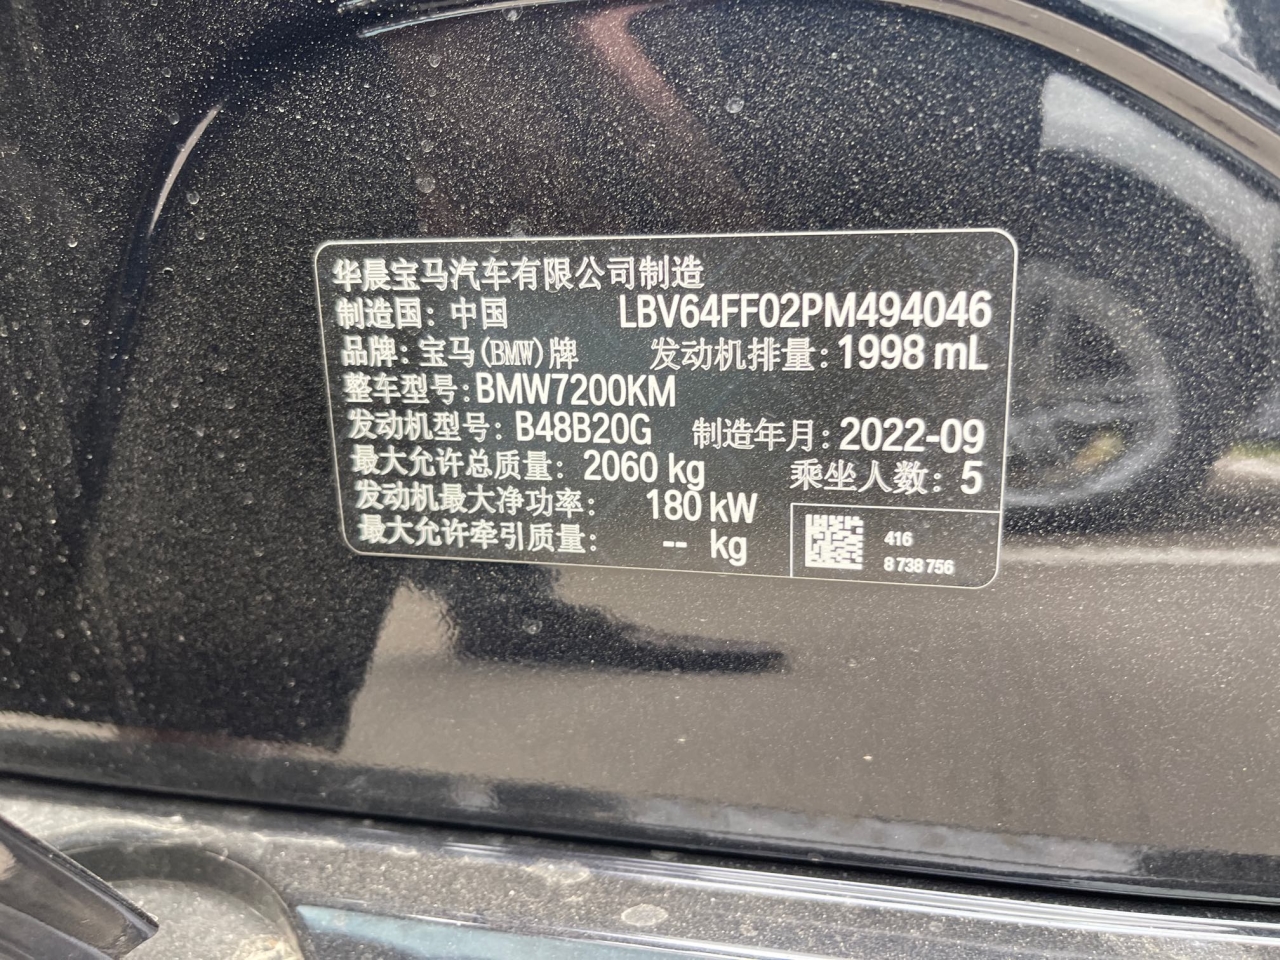 华晨宝马汽车有限公司制造
制造国：中国 LBV64FF02PM494046
品牌：宝马(BMW)牌 发动机排量：1998 mL
整车型号：BMW7200KM
发动机型号：B48B20G 制造年月：2022-09
最大允许总质量：2060 kg 乘坐人数：5
发动机最大净功率：180 kW
最大允许牵引质量：-- kg
416
8 738 756